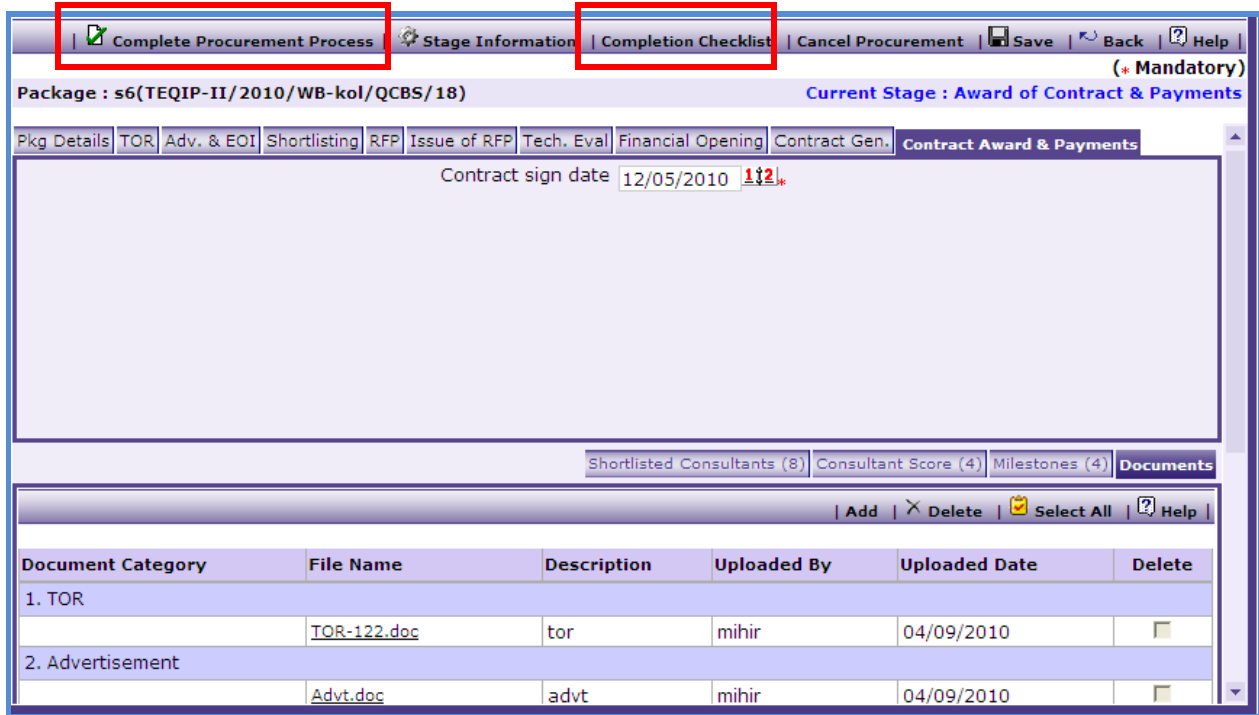 | Complete Procurement Process | Stage Information | Completion Checklist | Cancel Procurement | Save | Back | Help |
(* Mandatory)
Package : s6(TEQIP-II/2010/WB-kol/QCBS/18) Current Stage : Award of Contract & Payments
Pkg Details TOR Adv. & EOI Shortlisting RFP Issue of RFP Tech. Eval Financial Opening Contract Gen. Contract Award & Payments
Contract sign date 12/05/2010 12*
Shortlisted Consultants (8) Consultant Score (4) Milestones (4) Documents
| Add | Delete | Select All | Help |
Document Category File Name Description Uploaded By Uploaded Date Delete
1. TOR
TOR-122.doc tor mihir 04/09/2010
2. Advertisement
Advt.doc advt mihir 04/09/2010